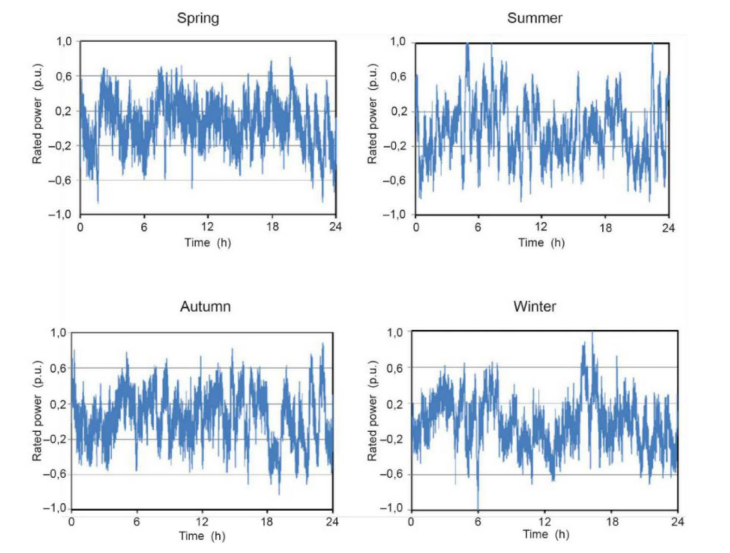 Spring
Rated power (p.u.)
1,0
0,6
0,2
–0,2
–0,6
–1,0
0 6 12 18 24
Time (h)
Summer
Rated power (p.u.)
1,0
0,6
0,2
–0,2
–0,6
–1,0
0 6 12 18 24
Time (h)
Autumn
Rated power (p.u.)
1,0
0,6
0,2
–0,2
–0,6
–1,0
0 6 12 18 24
Time (h)
Winter
Rated power (p.u.)
1,0
0,6
0,2
–0,2
–0,6
–1,0
0 6 12 18 24
Time (h)